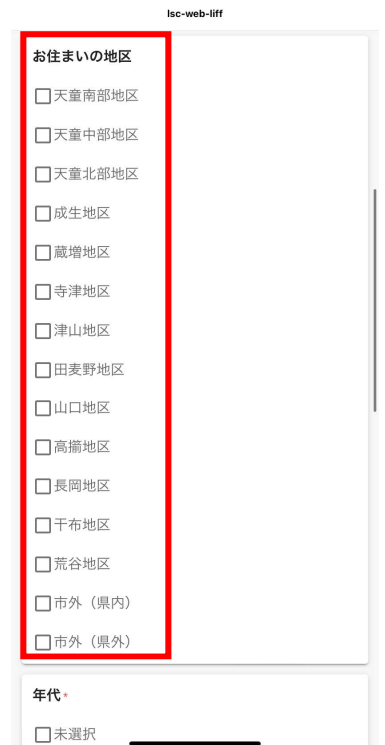 lsc-web-liff
お住まいの地区
天童南部地区
天童中部地区
天童北部地区
成生地区
蔵増地区
寺津地区
津山地区
田麦野地区
山口地区
高擶地区
長岡地区
干布地区
荒谷地区
市外（県内）
市外（県外）
年代*
未選択